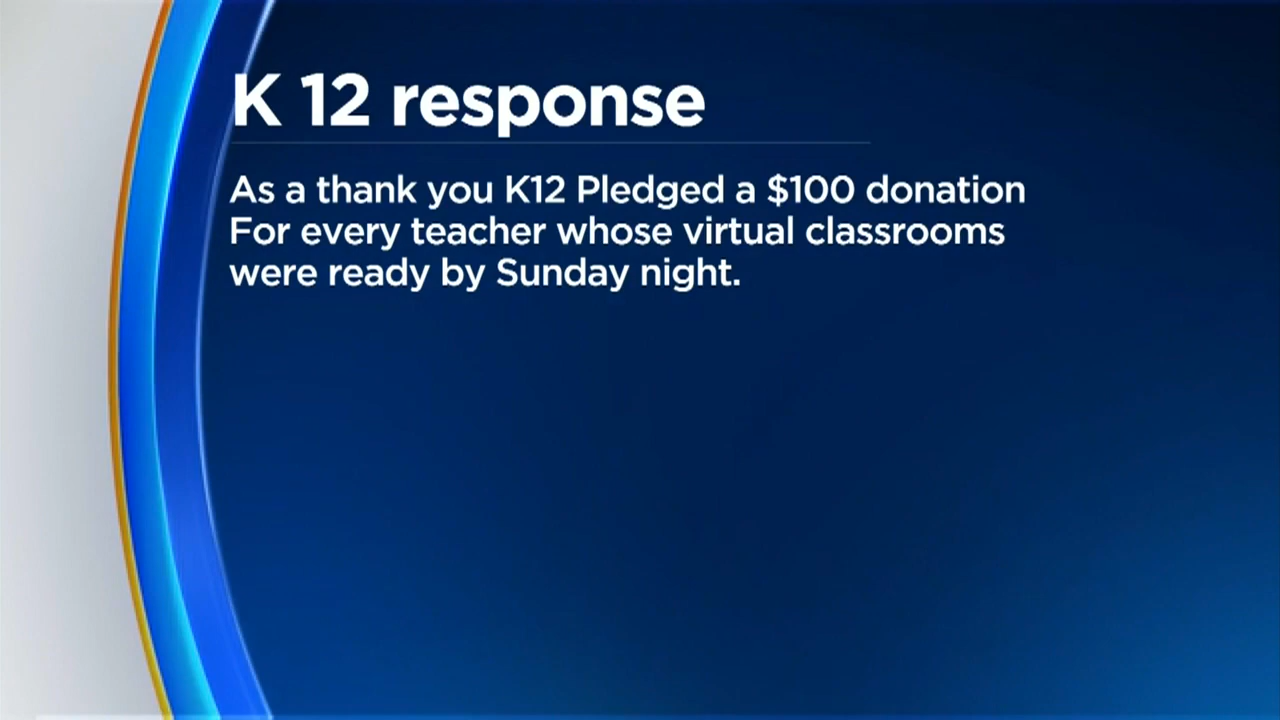 K 12 response
As a thank you K12 Pledged a $100 donation
For every teacher whose virtual classrooms
were ready by Sunday night.